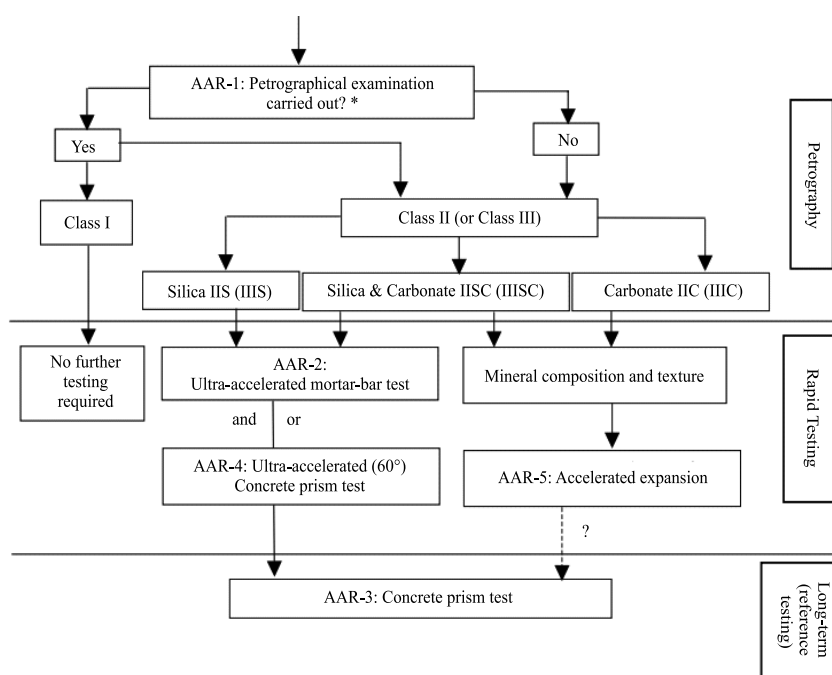 AAR-1: Petrographical examination
carried out? *
Yes
No
Class I
Class II (or Class III)
Silica IIS (IIIS)
Silica & Carbonate IISC (IIISC)
Carbonate IIC (IIIC)
Petrography
No further
testing
required
AAR-2:
Ultra-accelerated mortar-bar test
Mineral composition and texture
and or
AAR-4: Ultra-accelerated (60°)
Concrete prism test
AAR-5: Accelerated expansion
Rapid Testing
?
AAR-3: Concrete prism test
Long-term
(reference
testing)